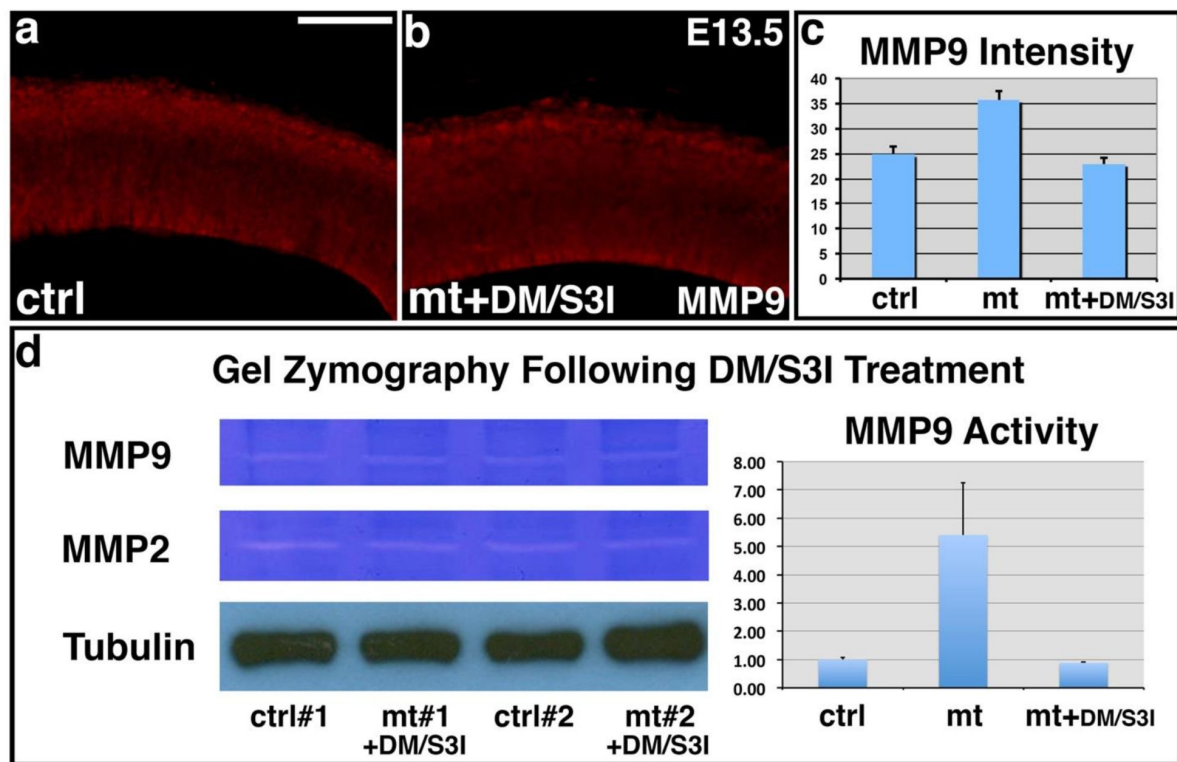 a
ctrl
b
E13.5
mt+DM/S3I
MMP9
c
MMP9 Intensity
40
35
30
25
20
15
10
5
0
ctrl
mt
mt+DM/S3I
d
Gel Zymography Following DM/S3I Treatment
MMP9
MMP2
Tubulin
ctrl#1
mt#1
+DM/S3I
ctrl#2
mt#2
+DM/S3I
MMP9 Activity
8.00
7.00
6.00
5.00
4.00
3.00
2.00
1.00
0.00
ctrl
mt
mt+DM/S3I